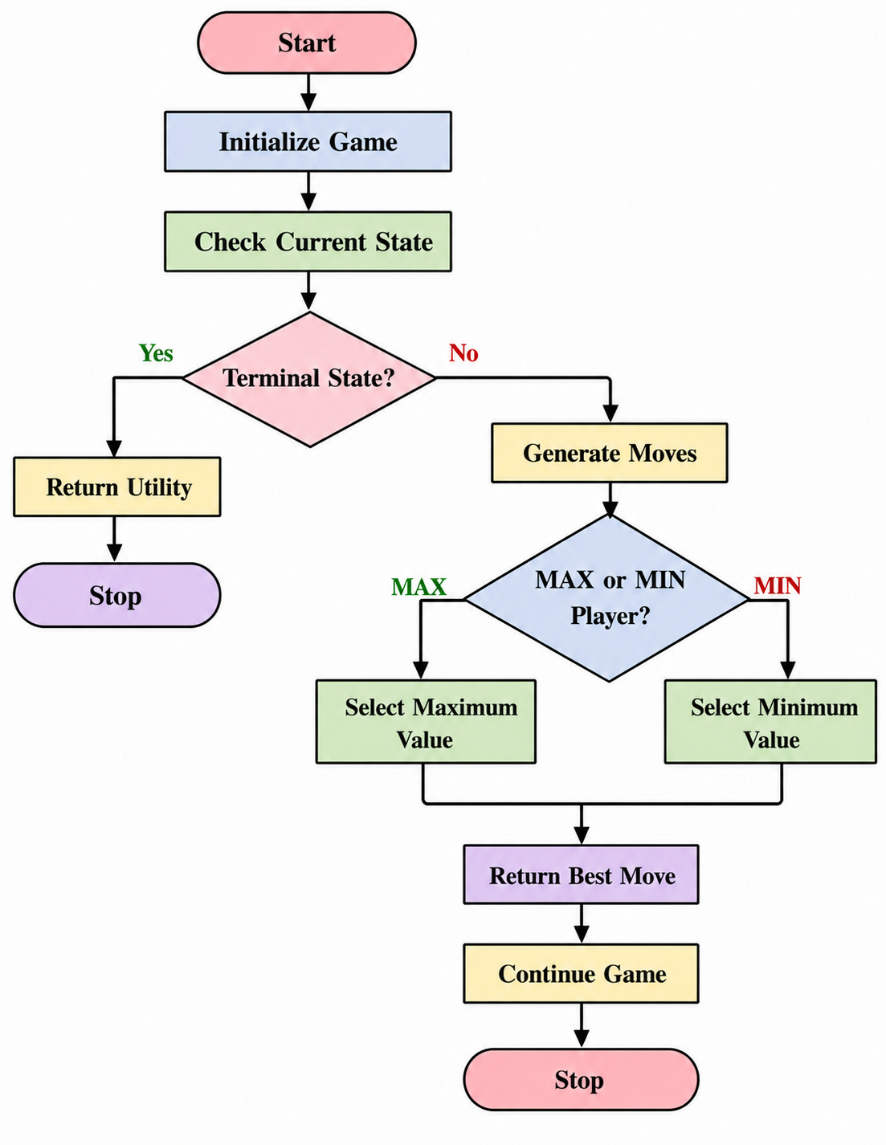 Start
Initialize Game
Check Current State
Yes
No
Terminal State?
Generate Moves
Return Utility
MAX or MIN
Player?
MAX
MIN
Stop
Select Maximum
Value
Select Minimum
Value
Return Best Move
Continue Game
Stop